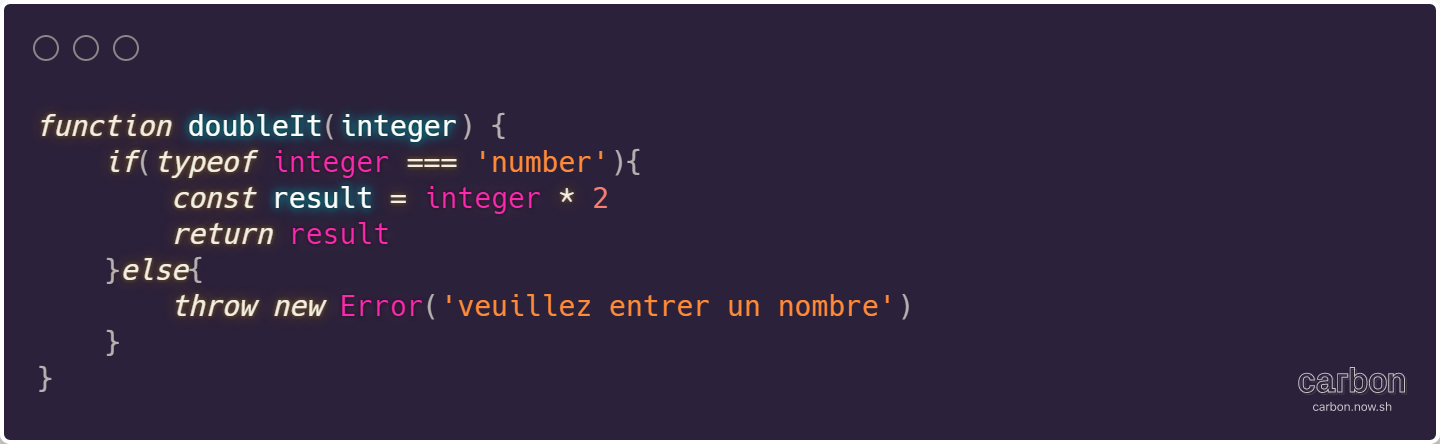 function doubleIt(integer) {
    if(typeof integer === 'number'){
        const result = integer * 2
        return result
    }else{
        throw new Error('veuillez entrer un nombre')
    }
}
carbon
carbon.now.sh